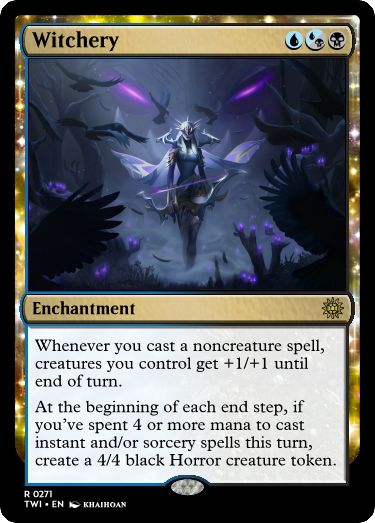 Witchery
Enchantment
Whenever you cast a noncreature spell,
creatures you control get +1/+1 until
end of turn.
At the beginning of each end step, if
you've spent 4 or more mana to cast
instant and/or sorcery spells this turn,
create a 4/4 black Horror creature token.
R 0271
TWI • EN KHAIHOAN